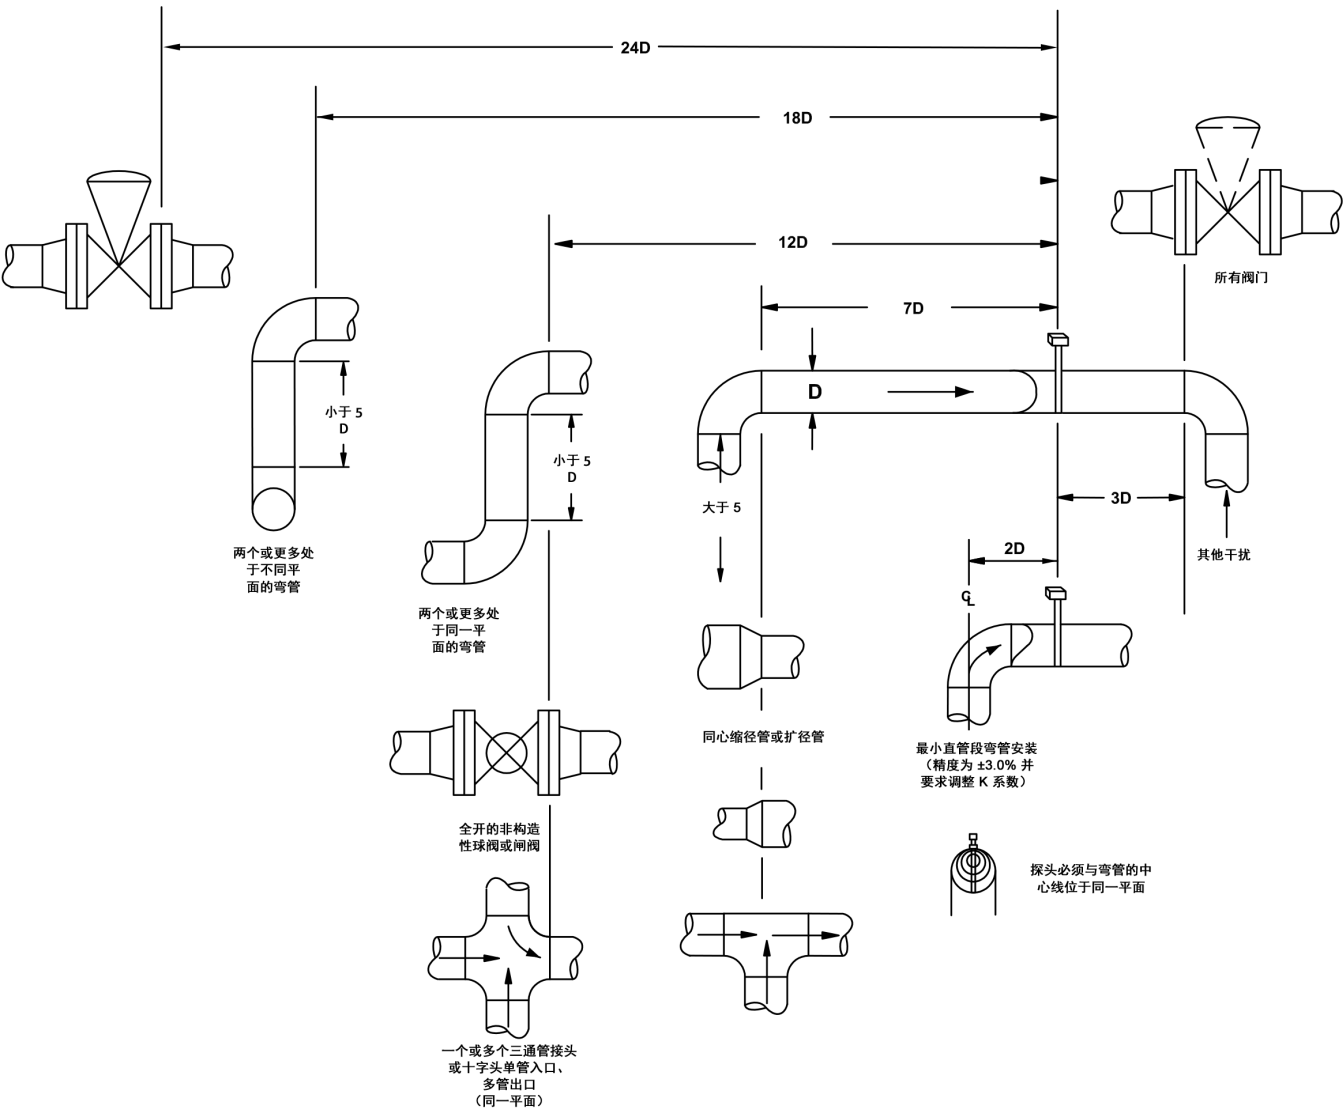 24D
18D
12D
所有阀门
7D
D
小于 5
D
小于 5
D
大于 5
3D
两个或更多处
于不同平
面的弯管
2D
其他干扰
℄
两个或更多处
于同一平
面的弯管
同心缩径管或扩径管
最小直管段弯管安装
（精度为 ±3.0% 并
要求调整 K 系数）
全开的非构造
性球阀或闸阀
探头必须与弯管的中
心线位于同一平面
一个或多个三通管接头
或十字头单管入口、
多管出口
（同一平面）